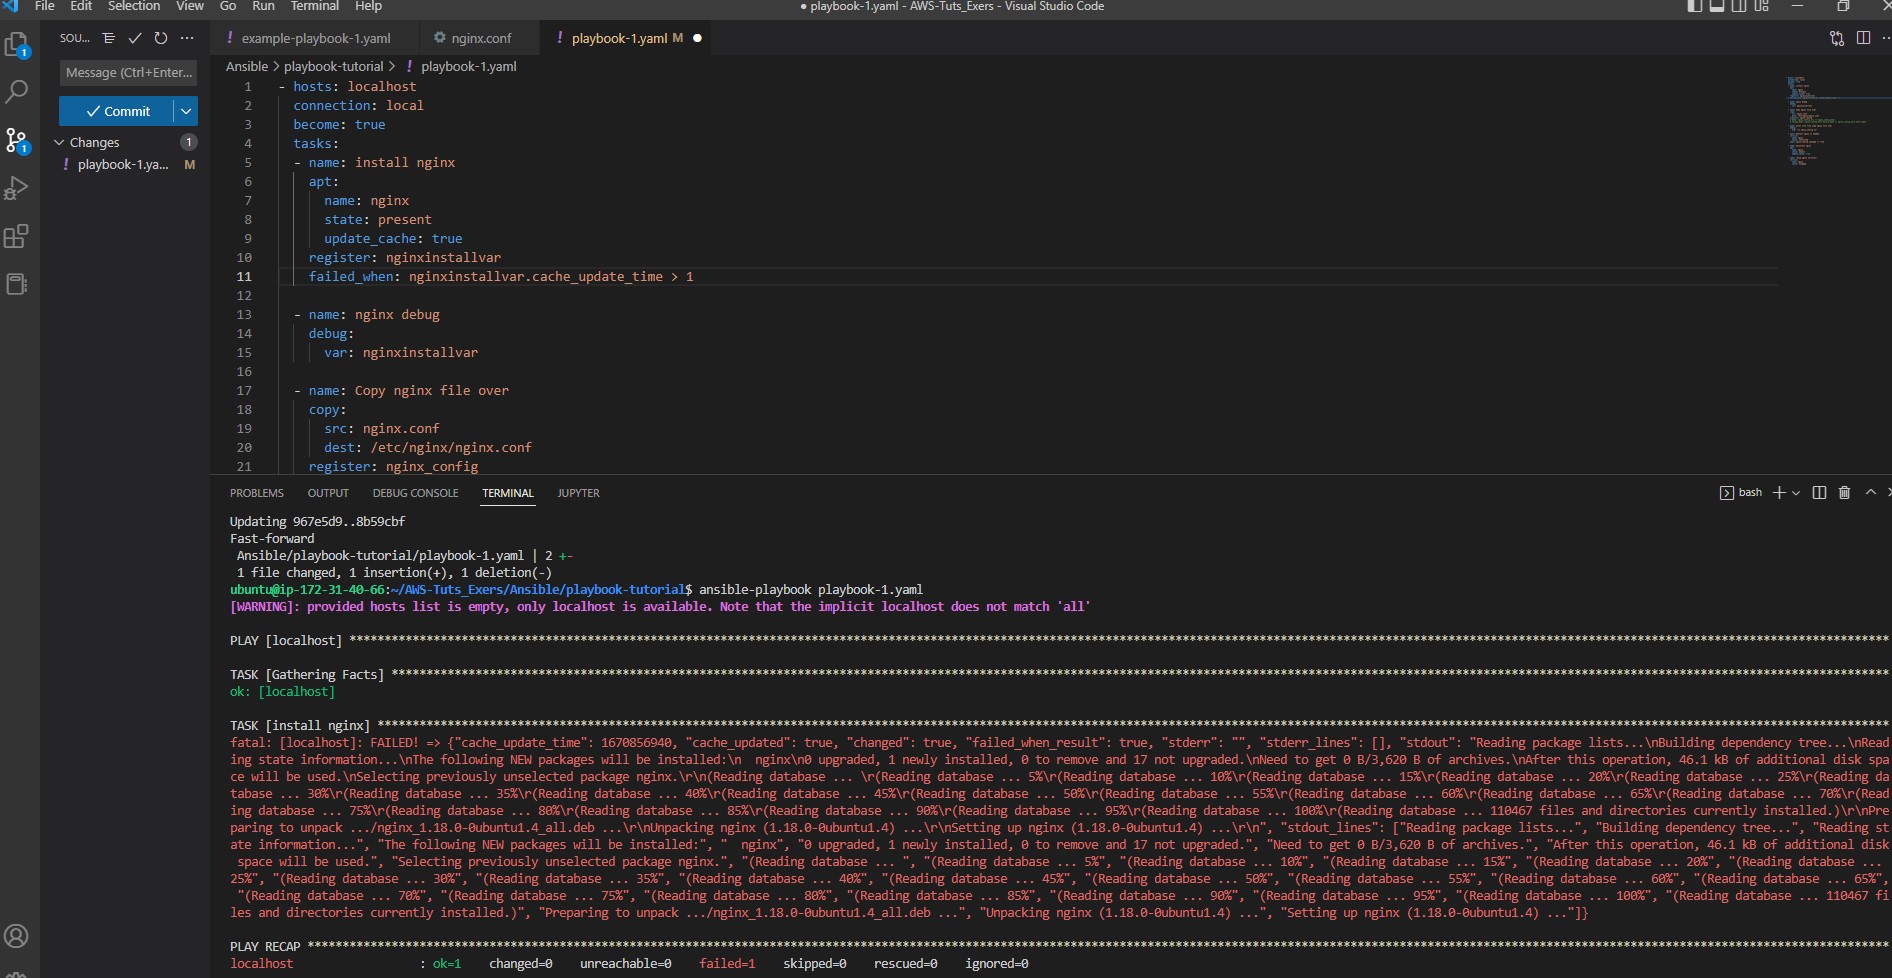 File Edit Selection View Go Run Terminal Help
● playbook-1.yaml - AWS-Tuts_Exers - Visual Studio Code
SOU...
! example-playbook-1.yaml
nginx.conf
! playbook-1.yaml M ●
Message (Ctrl+Enter...
Commit
Changes 1
! playbook-1.ya... M
1
1
Ansible > playbook-tutorial > ! playbook-1.yaml
1 - hosts: localhost
2 connection: local
3 become: true
4 tasks:
5 - name: install nginx
6 apt:
7 name: nginx
8 state: present
9 update_cache: true
10 register: nginxinstallvar
11 failed_when: nginxinstallvar.cache_update_time > 1
12
13 - name: nginx debug
14 debug:
15 var: nginxinstallvar
16
17 - name: Copy nginx file over
18 copy:
19 src: nginx.conf
20 dest: /etc/nginx/nginx.conf
21 register: nginx_config
PROBLEMS OUTPUT DEBUG CONSOLE TERMINAL JUPYTER
bash
Updating 967e5d9..8b59cbf
Fast-forward
Ansible/playbook-tutorial/playbook-1.yaml | 2 +-
1 file changed, 1 insertion(+), 1 deletion(-)
ubuntu@ip-172-31-40-66:~/AWS-Tuts_Exers/Ansible/playbook-tutorial$ ansible-playbook playbook-1.yaml
[WARNING]: provided hosts list is empty, only localhost is available. Note that the implicit localhost does not match 'all'
PLAY [localhost] ****
TASK [Gathering Facts] ****
ok: [localhost]
TASK [install nginx] ****
fatal: [localhost]: FAILED! => {"cache_update_time": 1670856940, "cache_updated": true, "changed": true, "failed_when_result": true, "stderr": "", "stderr_lines": [], "stdout": "Reading package lists...\nBuilding dependency tree...\nRead
ing state information...\nThe following NEW packages will be installed:\n  nginx\n0 upgraded, 1 newly installed, 0 to remove and 17 not upgraded.\nNeed to get 0 B/3,620 B of archives.\nAfter this operation, 46.1 kB of additional disk spa
ce will be used.\nSelecting previously unselected package nginx.\r\n(Reading database ... \r(Reading database ... 5%\r(Reading database ... 10%\r(Reading database ... 15%\r(Reading database ... 20%\r(Reading database ... 25%\r(Reading da
tabase ... 30%\r(Reading database ... 35%\r(Reading database ... 40%\r(Reading database ... 45%\r(Reading database ... 50%\r(Reading database ... 55%\r(Reading database ... 60%\r(Reading database ... 65%\r(Reading database ... 70%\r(Read
ing database ... 75%\r(Reading database ... 80%\r(Reading database ... 85%\r(Reading database ... 90%\r(Reading database ... 95%\r(Reading database ... 100%\r(Reading database ... 110467 files and directories currently installed.)\r\nPre
paring to unpack .../nginx_1.18.0-0ubuntu1.4_all.deb ...\r\nUnpacking nginx (1.18.0-0ubuntu1.4) ...\r\nSetting up nginx (1.18.0-0ubuntu1.4) ...\r\n", "stdout_lines": ["Reading package lists...", "Building dependency tree...", "Reading st
ate information...", "The following NEW packages will be installed:", "  nginx", "0 upgraded, 1 newly installed, 0 to remove and 17 not upgraded.", "Need to get 0 B/3,620 B of archives.", "After this operation, 46.1 kB of additional disk
space will be used.", "Selecting previously unselected package nginx.", "(Reading database ... ", "(Reading database ... 5%", "(Reading database ... 10%", "(Reading database ... 15%", "(Reading database ... 20%", "(Reading database ...
25%", "(Reading database ... 30%", "(Reading database ... 35%", "(Reading database ... 40%", "(Reading database ... 45%", "(Reading database ... 50%", "(Reading database ... 55%", "(Reading database ... 60%", "(Reading database ... 65%",
"(Reading database ... 70%", "(Reading database ... 75%", "(Reading database ... 80%", "(Reading database ... 85%", "(Reading database ... 90%", "(Reading database ... 95%", "(Reading database ... 100%", "(Reading database ... 110467 fi
les and directories currently installed.)", "Preparing to unpack .../nginx_1.18.0-0ubuntu1.4_all.deb ...", "Unpacking nginx (1.18.0-0ubuntu1.4) ...", "Setting up nginx (1.18.0-0ubuntu1.4) ..."]}
PLAY RECAP ****
localhost : ok=1 changed=0 unreachable=0 failed=1 skipped=0 rescued=0 ignored=0